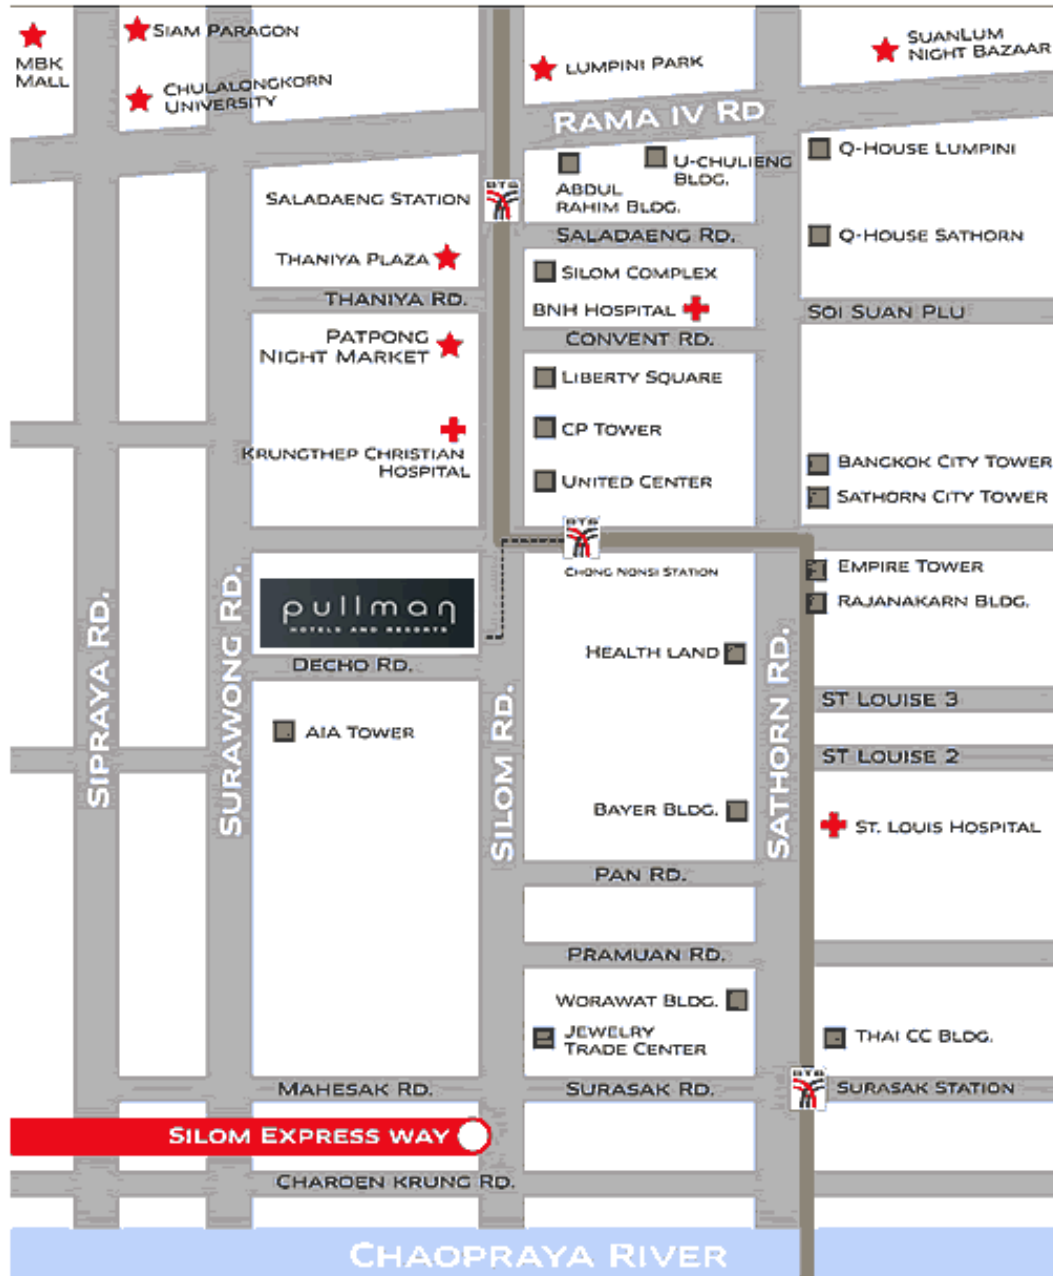 Siam Paragon
MBK
Mall
Chulalongkorn
University
Lumpini Park
SuanLum
Night Bazaar
Rama IV Rd
Q-House Lumpini
U-Chulieng
Bldg.
Abdul
Rahim Bldg.
BTS
Saladaeng Station
Saladaeng Rd.
Q-House Sathorn
Thaniya Plaza
Silom Complex
Thaniya Rd.
BNH Hospital
Soi Suan Plu
Patpong
Night Market
Convent Rd.
Liberty Square
CP Tower
Krungthep Christian
Hospital
United Center
Bangkok City Tower
Sathorn City Tower
BTS
Chong Nonsi Station
Empire Tower
Rajanakarn Bldg.
pullman
HOTELS AND RESORTS
Decho Rd.
Health Land
Sipraya Rd.
Surawong Rd.
Silom Rd.
Sathorn Rd.
St Louise 3
AIA Tower
St Louise 2
Bayer Bldg.
St. Louis Hospital
Pan Rd.
Pramuan Rd.
Worawat Bldg.
Jewelry
Trade Center
Thai CC Bldg.
Mahesak Rd.
Surasak Rd.
BTS
Surasak Station
Silom Express Way
Charoen Krung Rd.
Chaopraya River